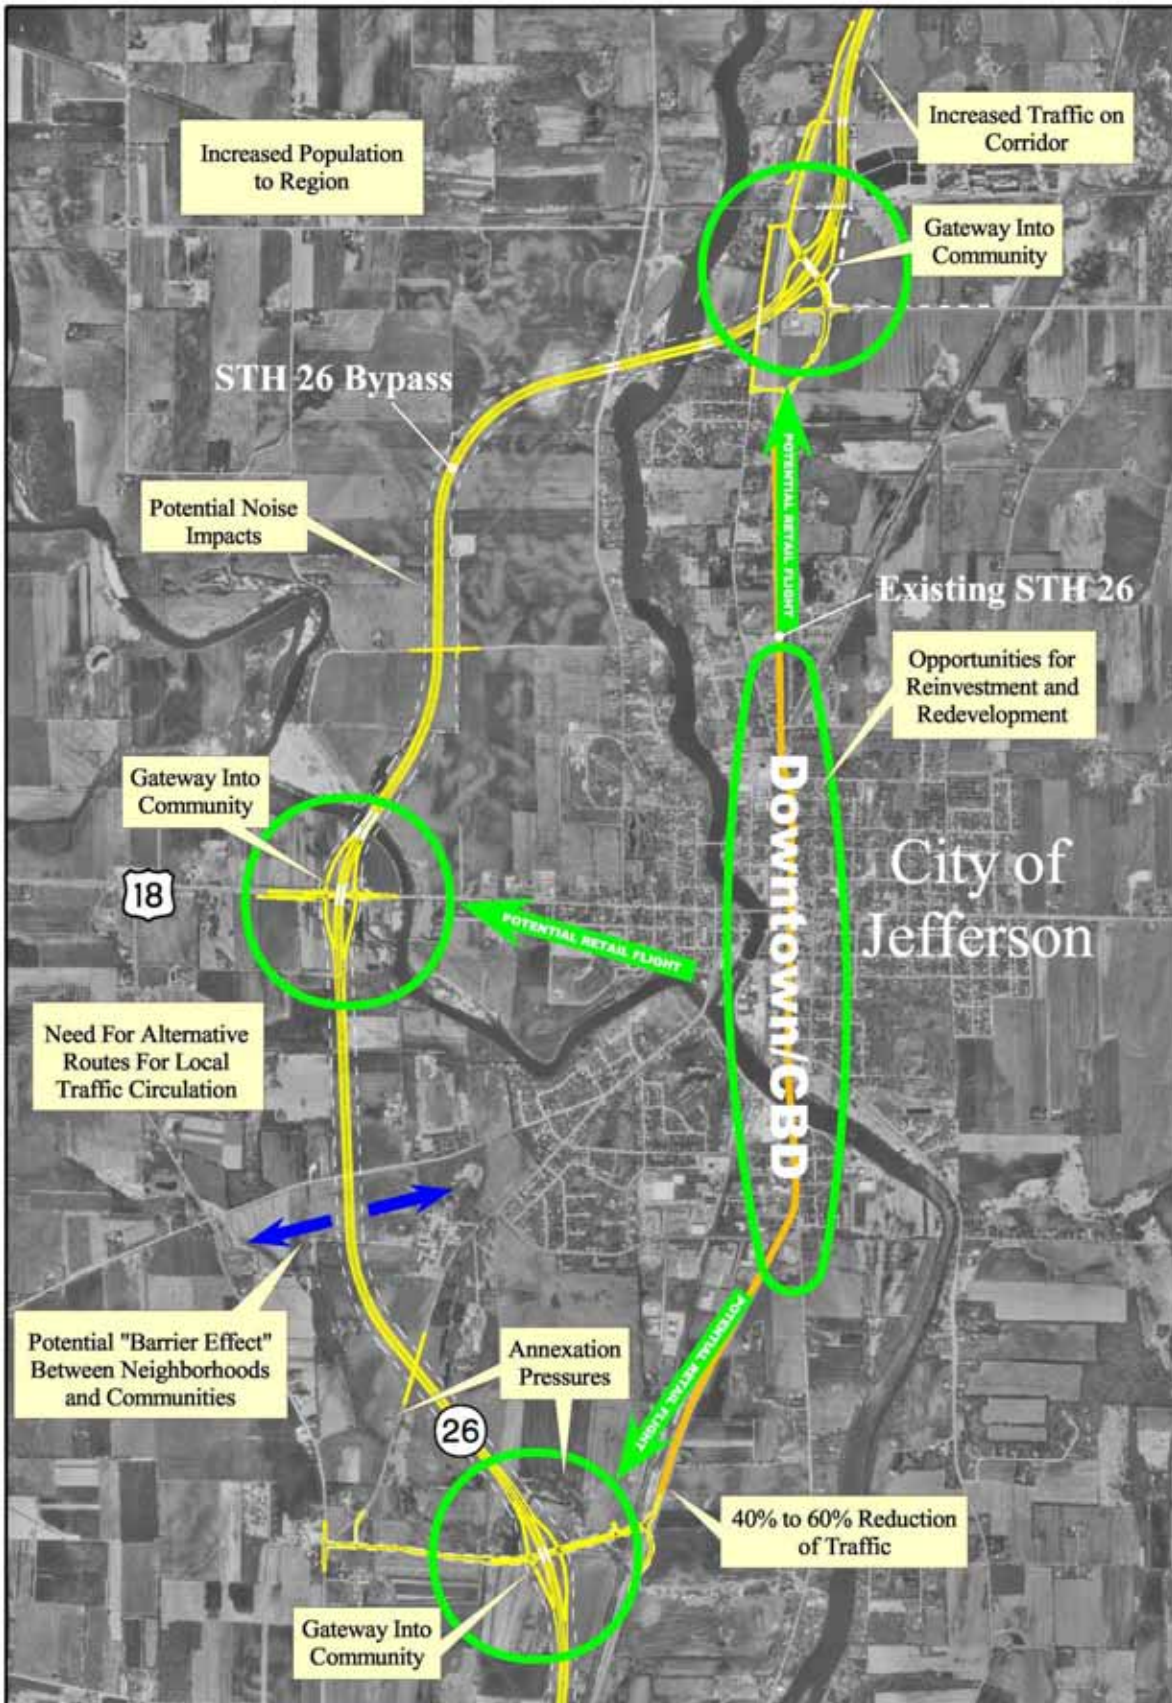 Increased Traffic on
Corridor
Increased Population
to Region
Gateway Into
Community
STH 26 Bypass
POTENTIAL RETAIL FLIGHT
Potential Noise
Impacts
Existing STH 26
Opportunities for
Reinvestment and
Redevelopment
Gateway Into
Community
Downtown/CBD
City of
Jefferson
18
POTENTIAL RETAIL FLIGHT
Need For Alternative
Routes For Local
Traffic Circulation
POTENTIAL RETAIL FLIGHT
Potential "Barrier Effect"
Between Neighborhoods
and Communities
Annexation
Pressures
26
40% to 60% Reduction
of Traffic
Gateway Into
Community